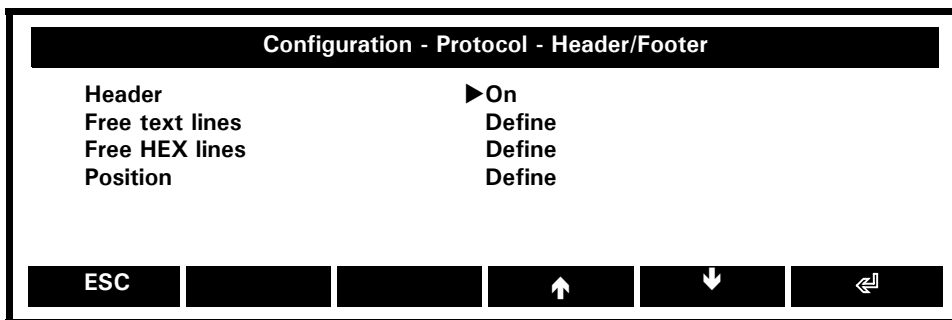 Configuration - Protocol - Header/Footer
Header ▶On
Free text lines Define
Free HEX lines Define
Position Define
ESC